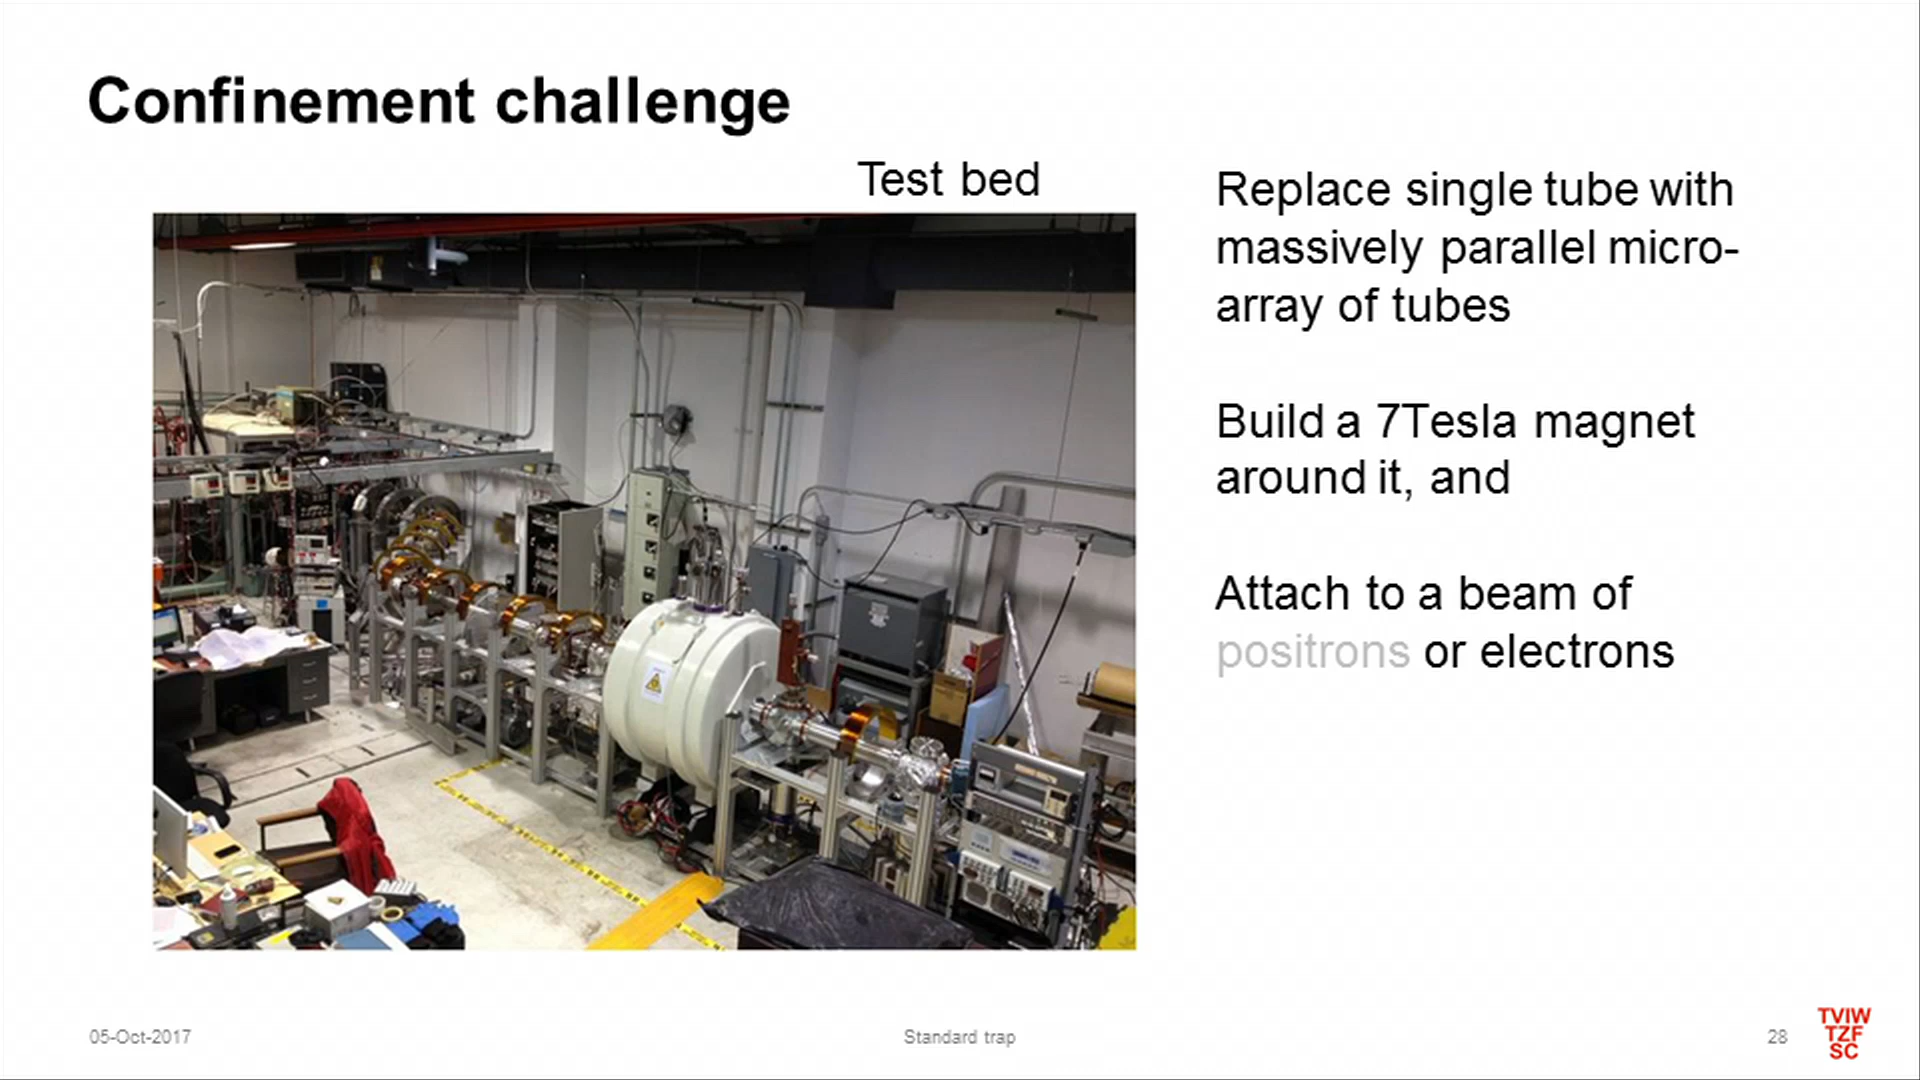 Confinement challenge
Test bed
Replace single tube with
massively parallel micro-
array of tubes
Build a 7Tesla magnet
around it, and
Attach to a beam of
positrons or electrons
05-Oct-2017
Standard trap
28
TVIW
TZF
SC